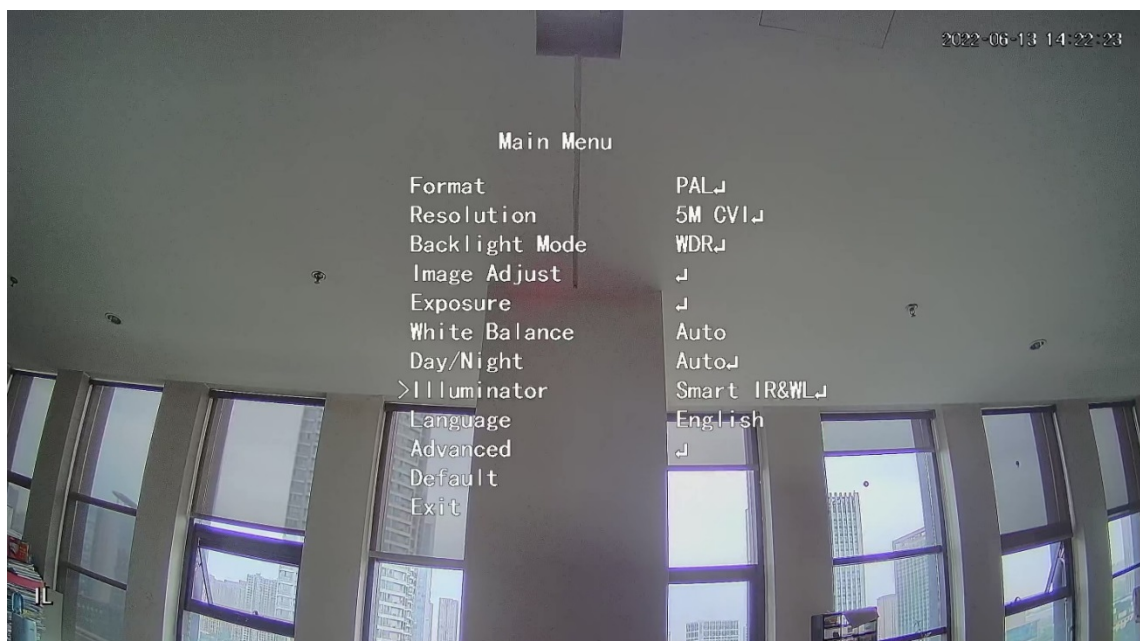 2022-06-13 14:22:23
Main Menu
Format PAL↲
Resolution 5M CVI↲
Backlight Mode WDR↲
Image Adjust ↲
Exposure ↲
White Balance Auto
Day/Night Auto↲
>Illuminator Smart IR&WL↲
Language English
Advanced ↲
Default
Exit
IL